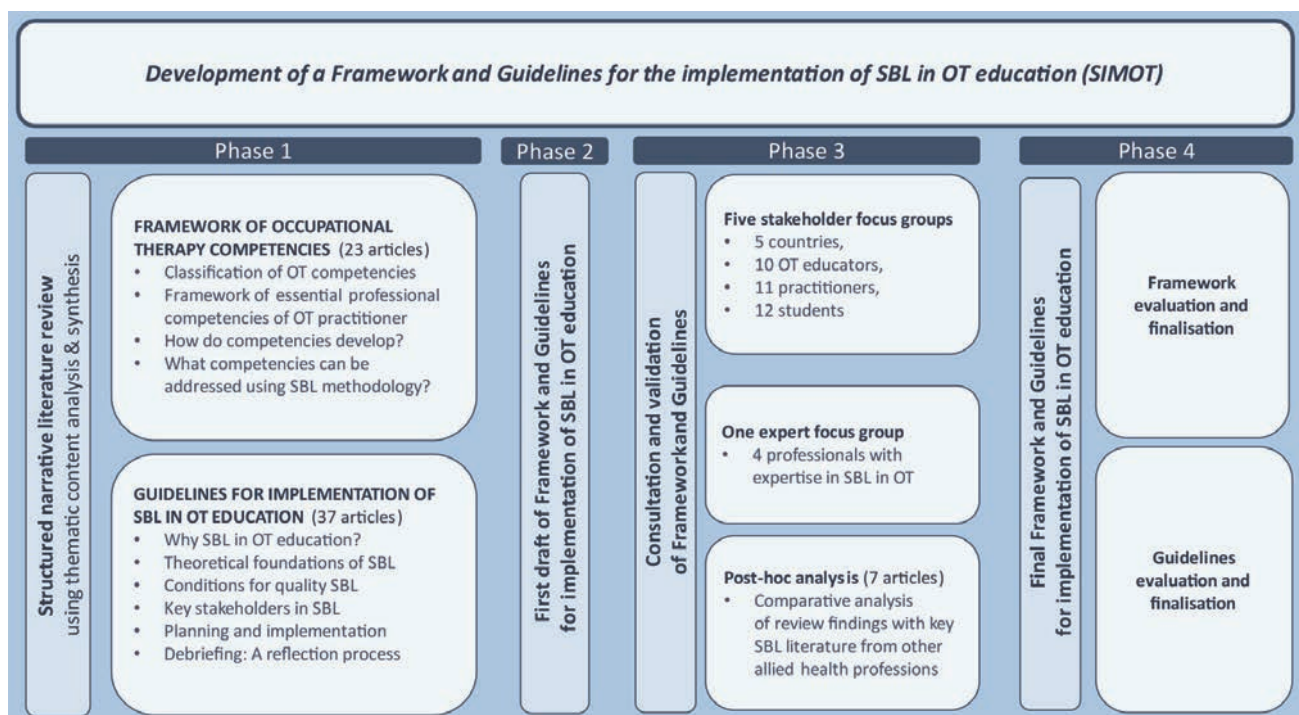 Development of a Framework and Guidelines for the implementation of SBL in OT education (SIMOT)
Phase 1
Structured narrative literature review
using thematic content analysis & synthesis
FRAMEWORK OF OCCUPATIONAL
THERAPY COMPETENCIES (23 articles)
• Classification of OT competencies
• Framework of essential professional
competencies of OT practitioner
• How do competencies develop?
• What competencies can be
addressed using SBL methodology?
GUIDELINES FOR IMPLEMENTATION OF
SBL IN OT EDUCATION (37 articles)
• Why SBL in OT education?
• Theoretical foundations of SBL
• Conditions for quality SBL
• Key stakeholders in SBL
• Planning and implementation
• Debriefing: A reflection process
Phase 2
First draft of Framework and Guidelines
for implementation of SBL in OT education
Phase 3
Consultation and validation
of Frameworkand Guidelines
Five stakeholder focus groups
• 5 countries,
• 10 OT educators,
• 11 practitioners,
• 12 students
One expert focus group
• 4 professionals with
expertise in SBL in OT
Post-hoc analysis (7 articles)
• Comparative analysis
of review findings with key
SBL literature from other
allied health professions
Phase 4
Final Framework and Guidelines
for implementation of SBL in OT education
Framework
evaluation and
finalisation
Guidelines
evaluation and
finalisation